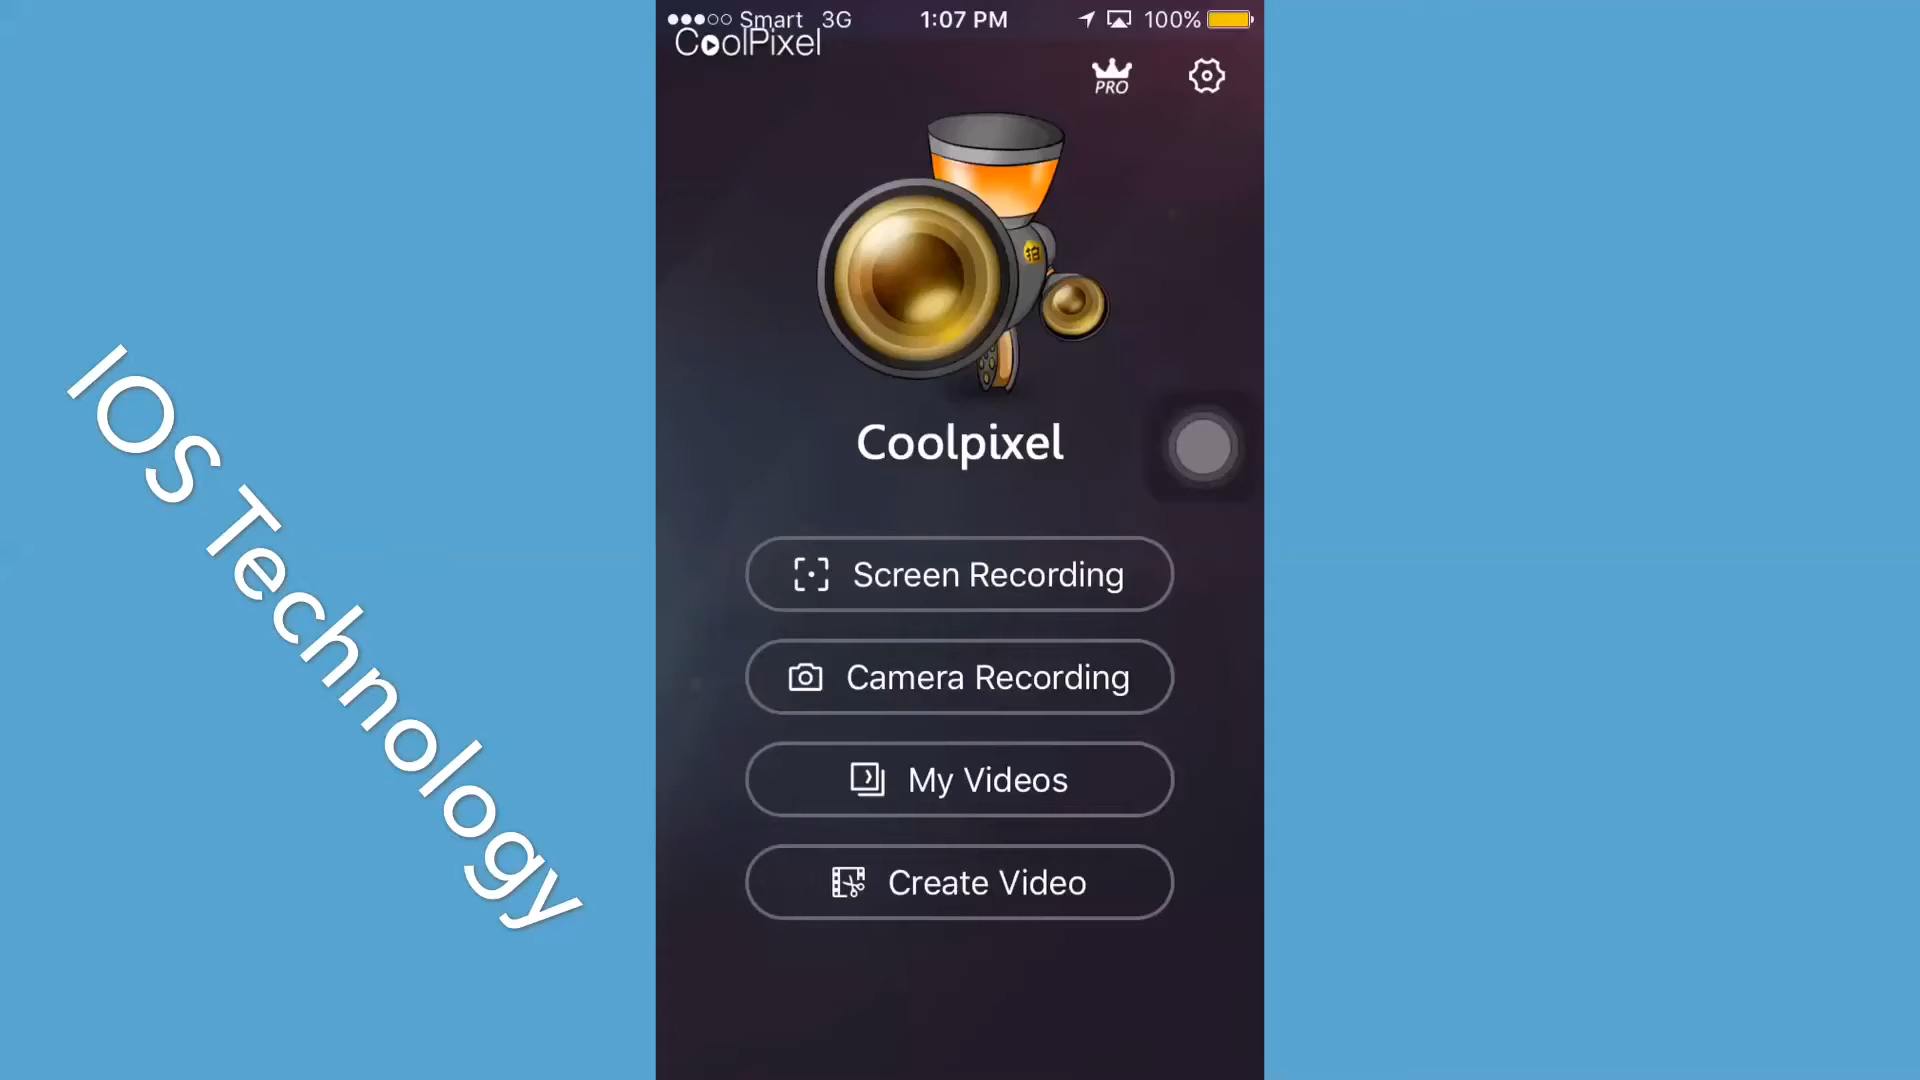 Smart 3G 1:07 PM 100%
CoolPixel
PRO
拍
Coolpixel
Screen Recording
Camera Recording
My Videos
Create Video
IOS Technology